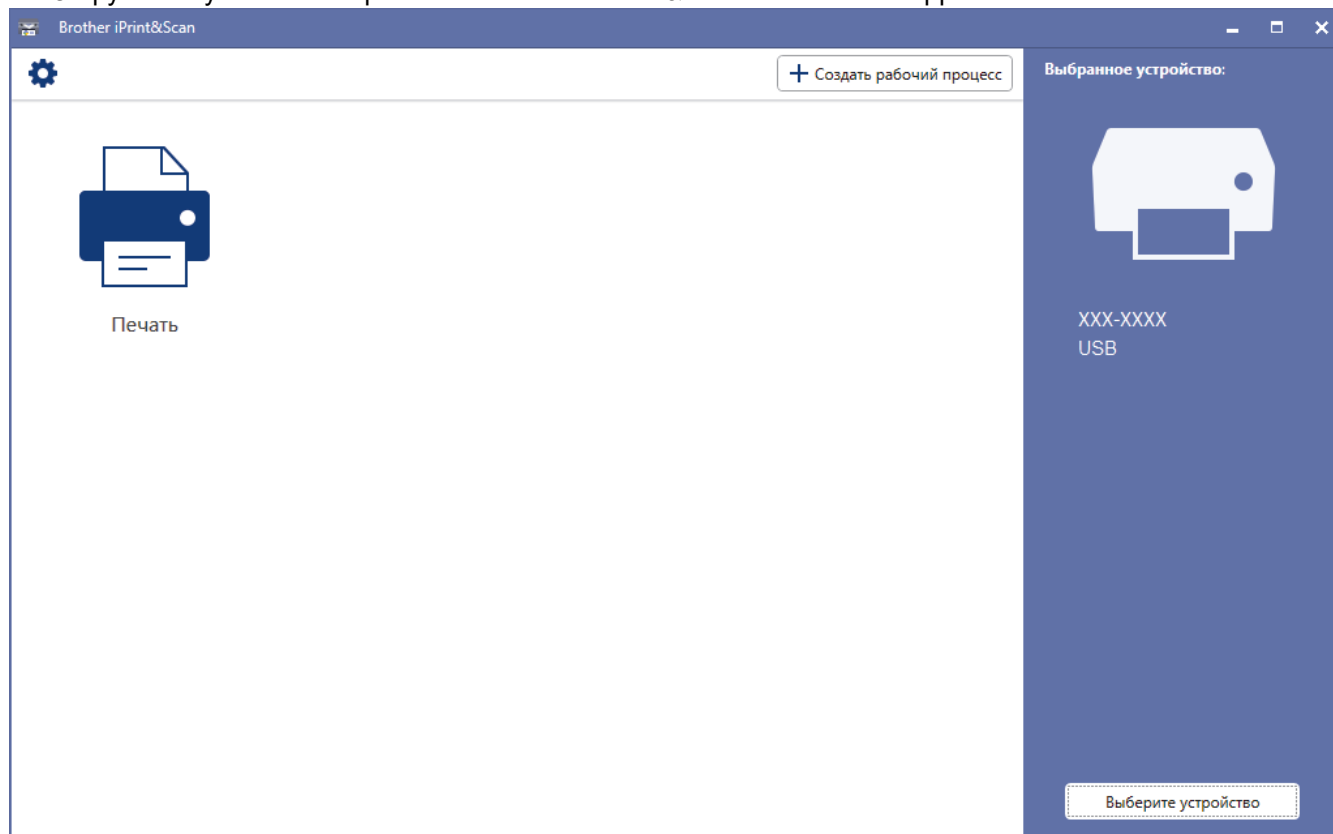 Brother iPrint&Scan
Создать рабочий процесс
Выбранное устройство:
Печать
XXX-XXXX
USB
Выберите устройство